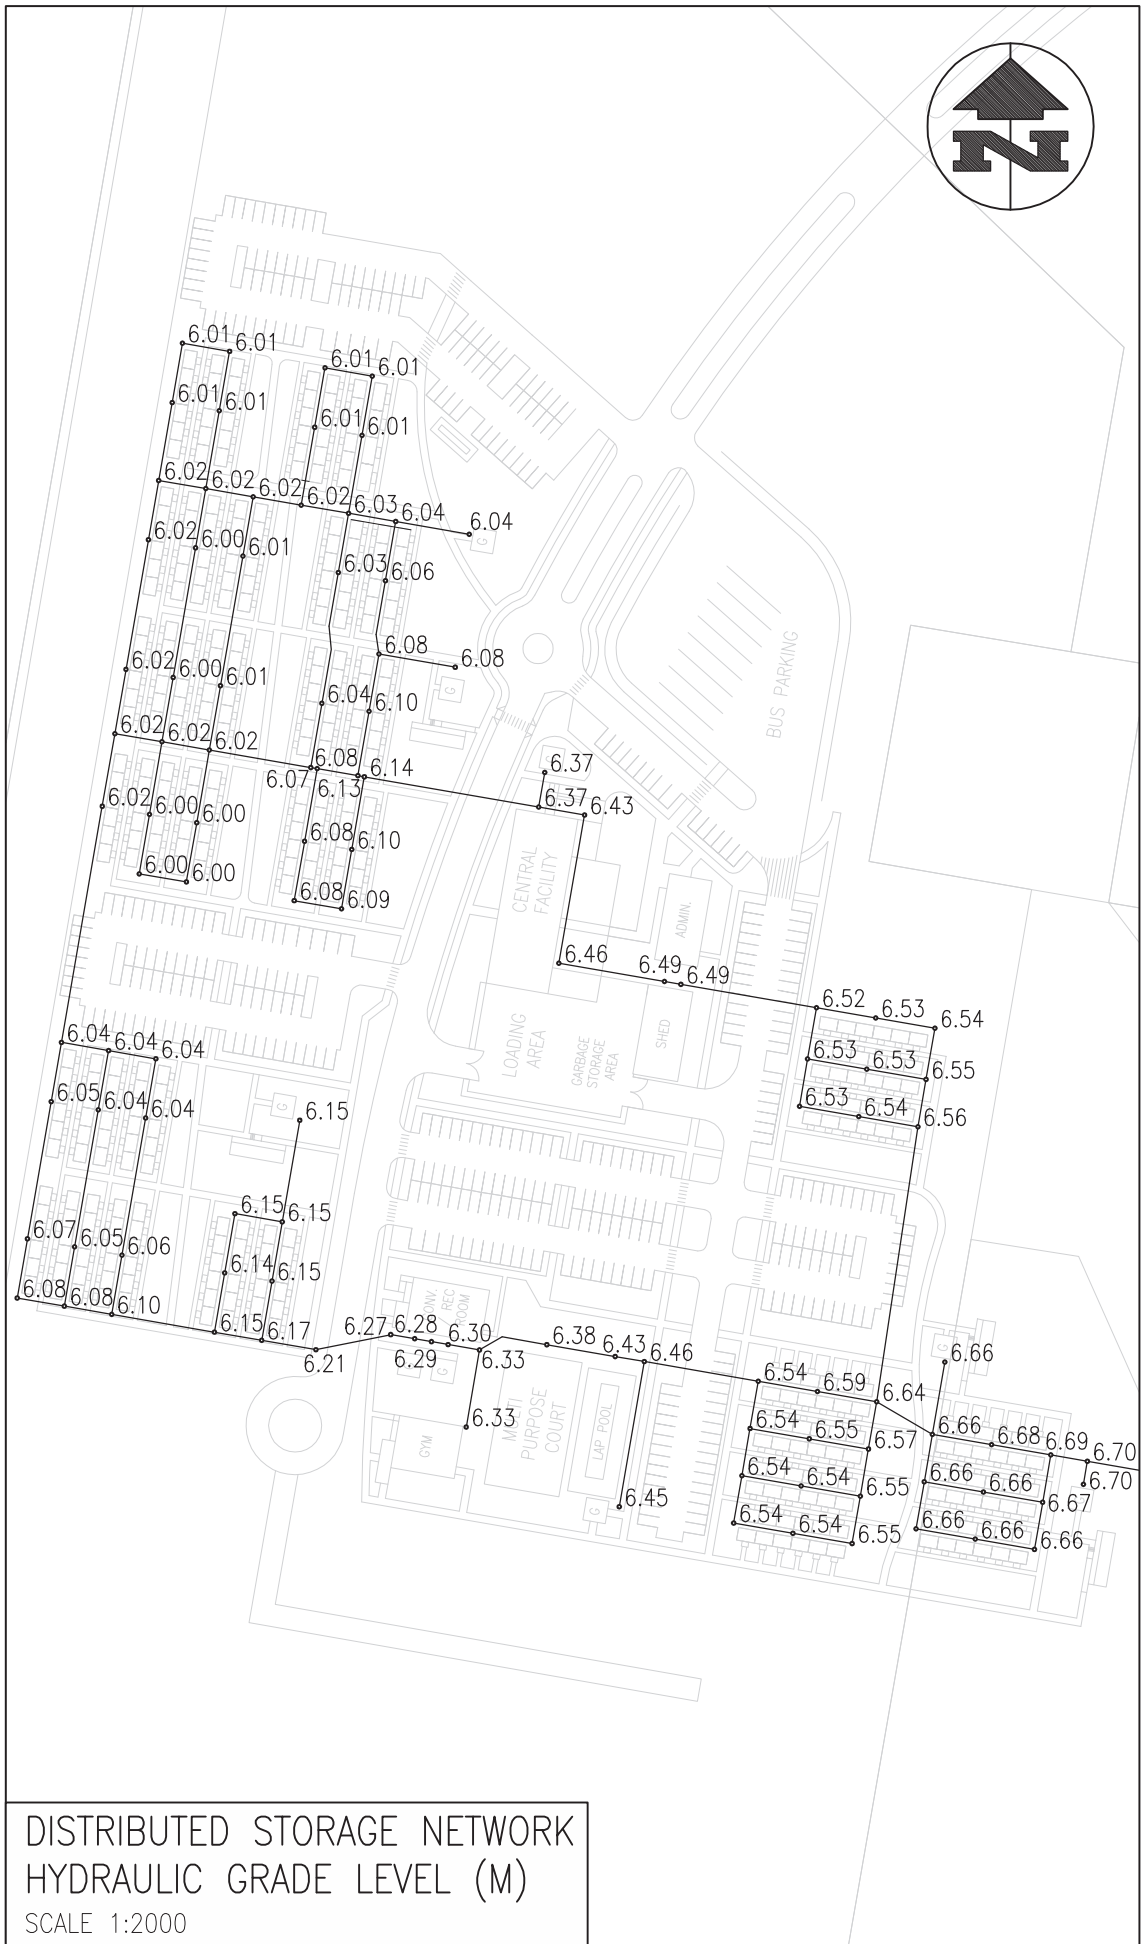 N
6.01 6.01
6.01 6.01
6.01 6.01
6.01 6.01
6.02 6.02 6.02 6.02 6.03 6.04 6.04
6.02 6.00 6.01 6.03 6.06
6.08 6.08
6.02 6.00 6.01 6.04 6.10
BUS PARKING
G
G
G
6.02 6.02 6.02 6.08 6.14
6.07 6.13
6.37
6.37 6.43
6.02 6.00 6.00 6.08 6.10
6.00 6.00 6.08 6.09
CENTRAL
FACILITY
ADMIN.
6.46 6.49 6.49
6.52 6.53 6.54
LOADING
AREA
GARBAGE
STORAGE
AREA
SHED
6.04 6.04 6.04
6.53 6.53 6.55
6.05 6.04 6.04
G
6.15
6.53 6.54 6.56
6.15 6.15
6.07 6.05 6.06 6.14 6.15
6.08 6.08 6.10 6.15 6.17
6.21
CONV.
REC
ROOM
6.27 6.28 6.30
6.29 6.33
G
6.38 6.43 6.46
6.33
GYM
MULTI
PURPOSE
COURT
LAP POOL
6.45
G
6.54 6.59 6.64
G
6.66
6.54 6.55 6.57
6.66 6.68 6.69 6.70
6.70
6.54 6.54 6.55
6.66 6.66 6.67
6.54 6.54 6.55
6.66 6.66 6.66
DISTRIBUTED STORAGE NETWORK
HYDRAULIC GRADE LEVEL (M)
SCALE 1:2000